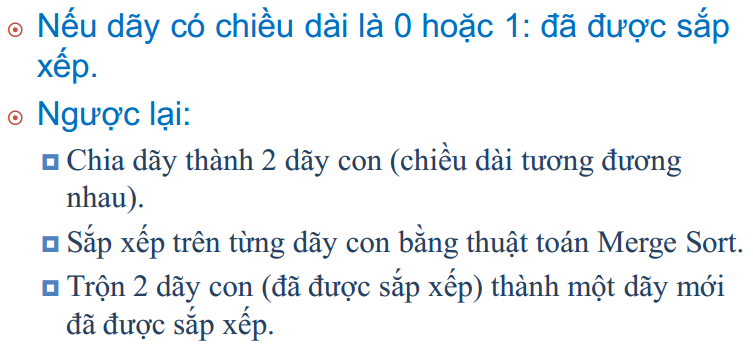 Nếu dãy có chiều dài là 0 hoặc 1: đã được sắp
xếp.
Ngược lại:
Chia dãy thành 2 dãy con (chiều dài tương đương
nhau).
Sắp xếp trên từng dãy con bằng thuật toán Merge Sort.
Trộn 2 dãy con (đã được sắp xếp) thành một dãy mới
đã được sắp xếp.